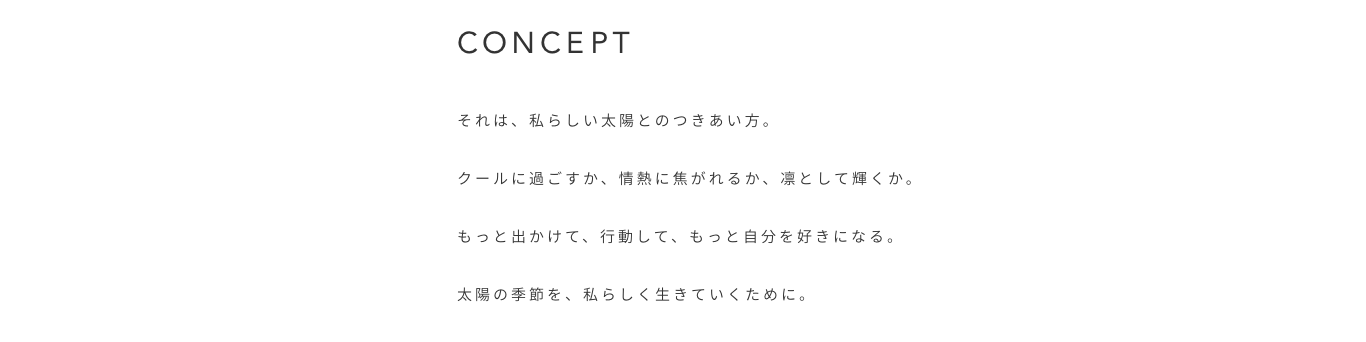 CONCEPT
それは、私らしい太陽とのつきあい方。
クールに過ごすか、情熱に焦がれるか、凛として輝くか。
もっと出かけて、行動して、もっと自分を好きになる。
太陽の季節を、私らしく生きていくために。